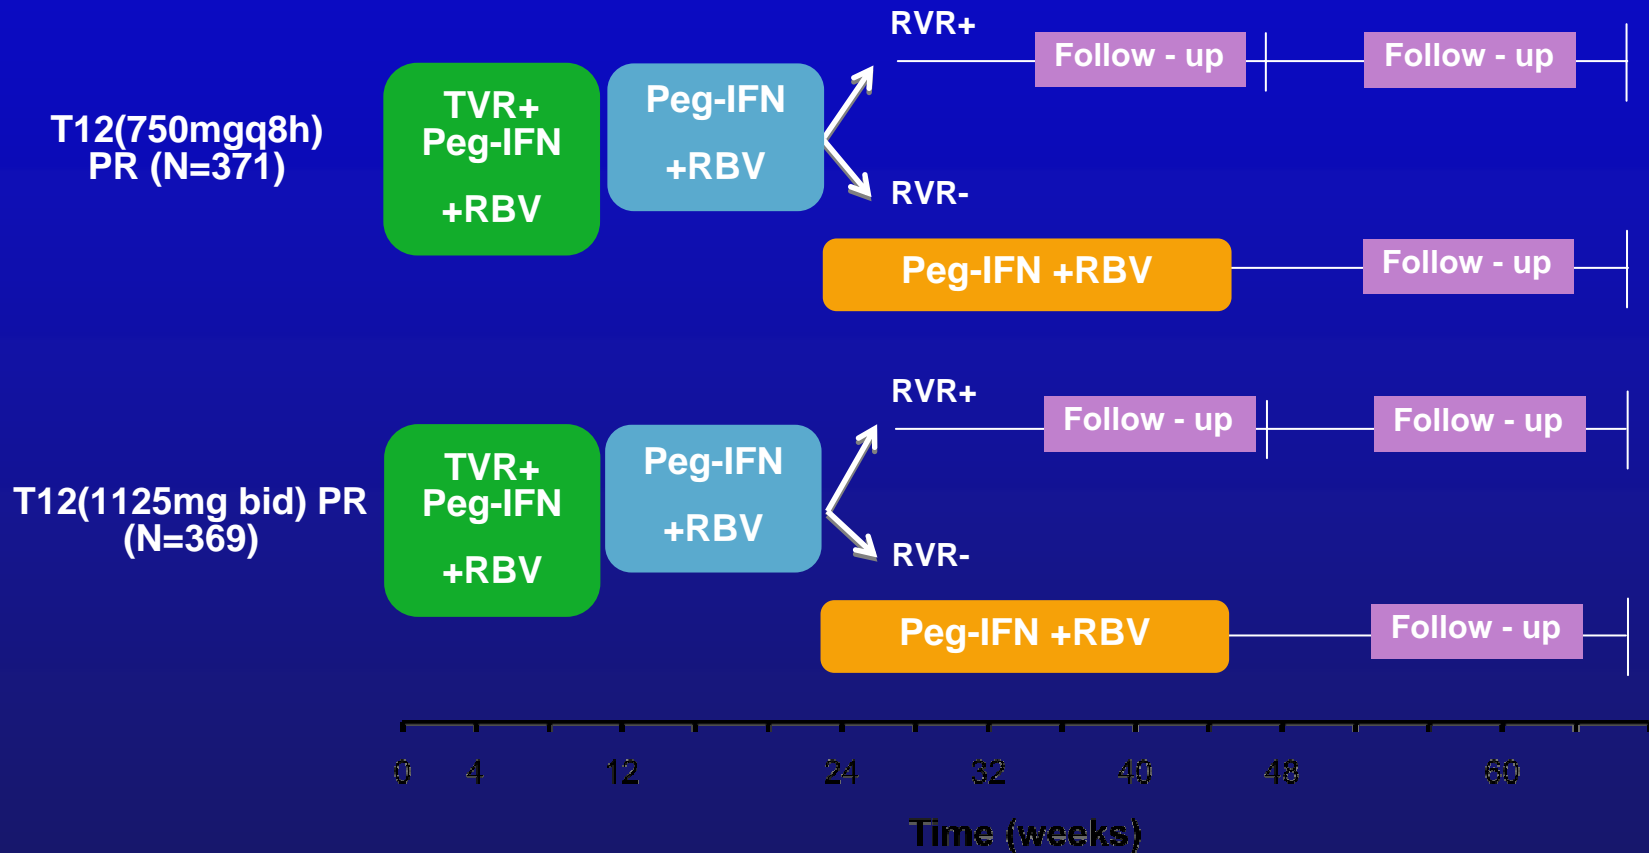 RVR+
Follow - up
Follow - up
T12(750mgq8h)
PR (N=371)
TVR+
Peg-IFN
+RBV
Peg-IFN
+RBV
RVR-
Peg-IFN +RBV
Follow - up
RVR+
Follow - up
Follow - up
T12(1125mg bid) PR
(N=369)
TVR+
Peg-IFN
+RBV
Peg-IFN
+RBV
RVR-
Peg-IFN +RBV
Follow - up
0 4 12 24 32 40 48 60
Time (weeks)